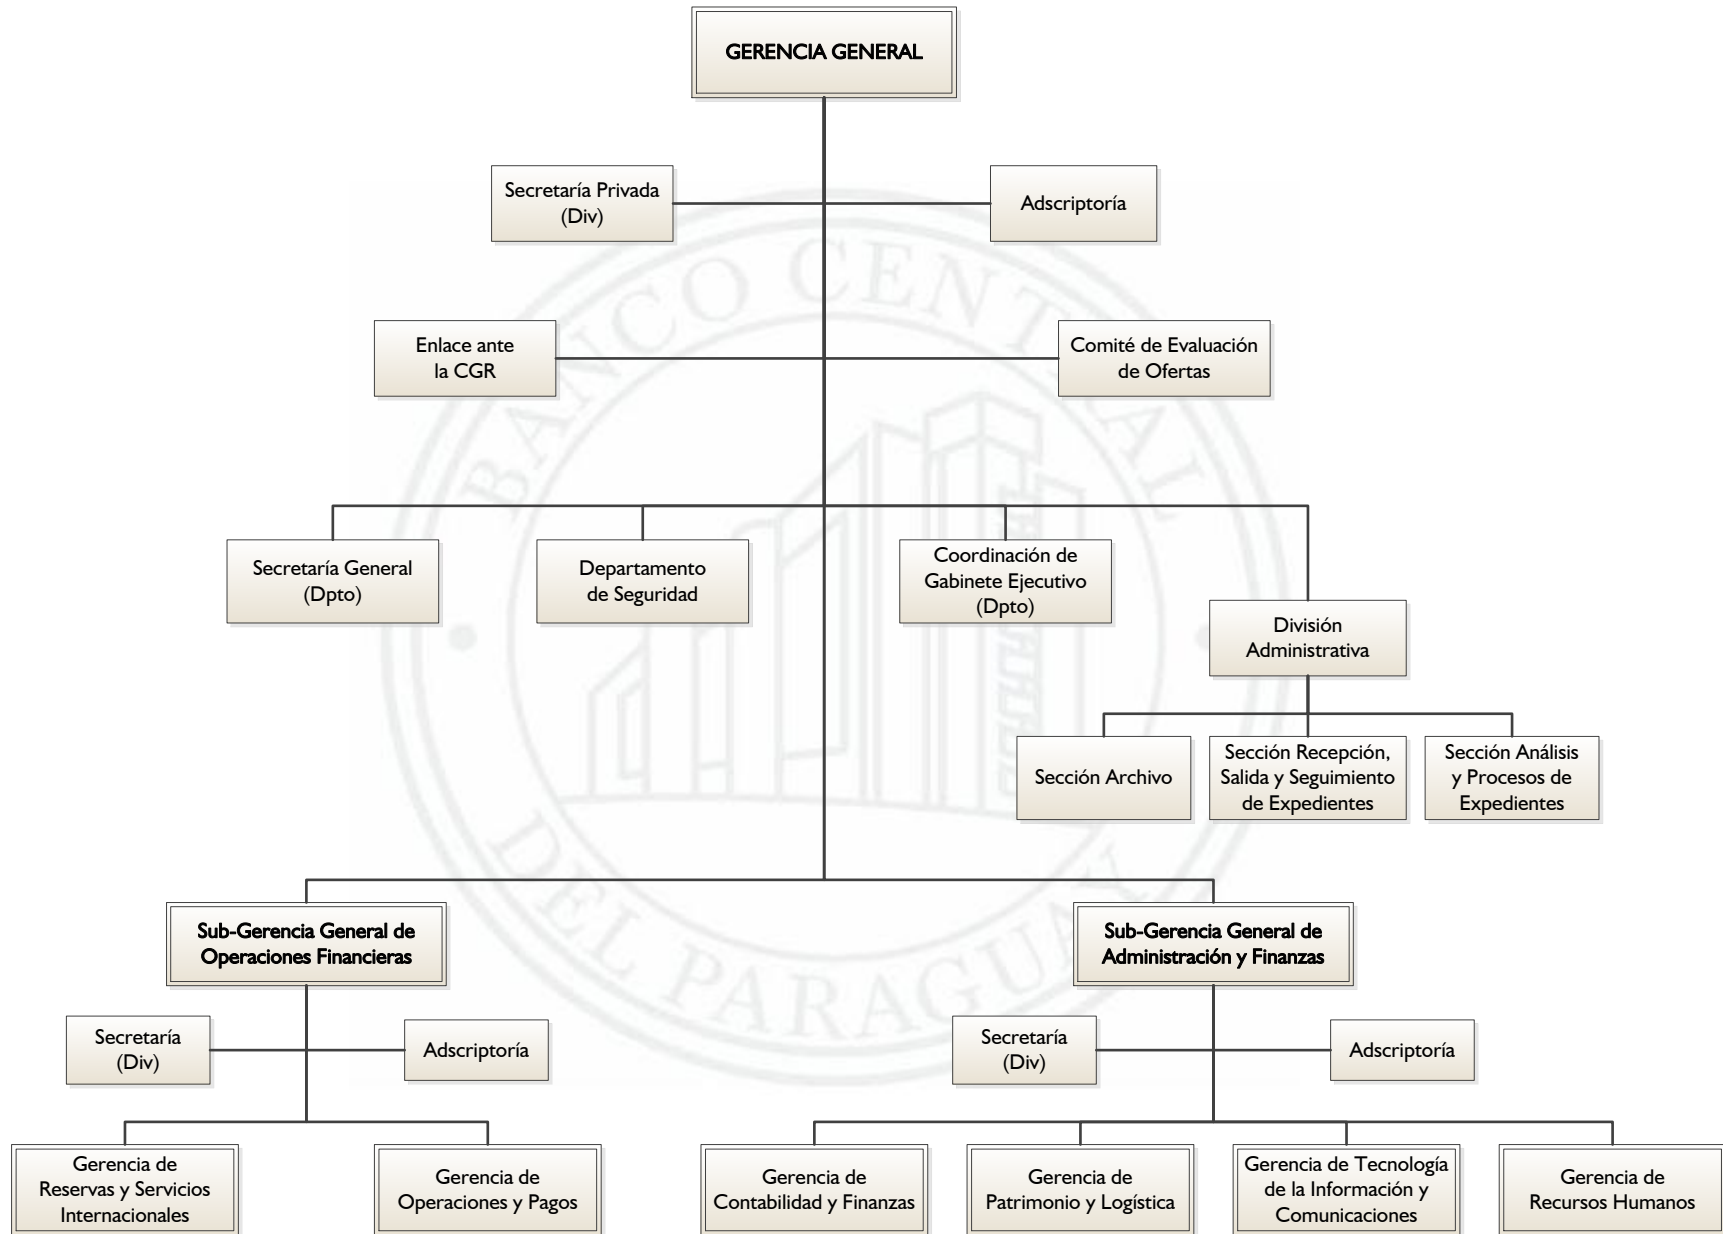 GERENCIA GENERAL
Secretaría Privada
(Div)
Adscriptoría
Enlace ante
la CGR
Comité de Evaluación
de Ofertas
Secretaría General
(Dpto)
Departamento
de Seguridad
Coordinación de
Gabinete Ejecutivo
(Dpto)
División
Administrativa
Sección Archivo
Sección Recepción,
Salida y Seguimiento
de Expedientes
Sección Análisis
y Procesos de
Expedientes
Sub-Gerencia General de
Operaciones Financieras
Sub-Gerencia General de
Administración y Finanzas
Secretaría
(Div)
Adscriptoría
Secretaría
(Div)
Adscriptoría
Gerencia de
Reservas y Servicios
Internacionales
Gerencia de
Operaciones y Pagos
Gerencia de
Contabilidad y Finanzas
Gerencia de
Patrimonio y Logística
Gerencia de Tecnología
de la Información y
Comunicaciones
Gerencia de
Recursos Humanos
BANCO CENTRAL
DEL PARAGUAY